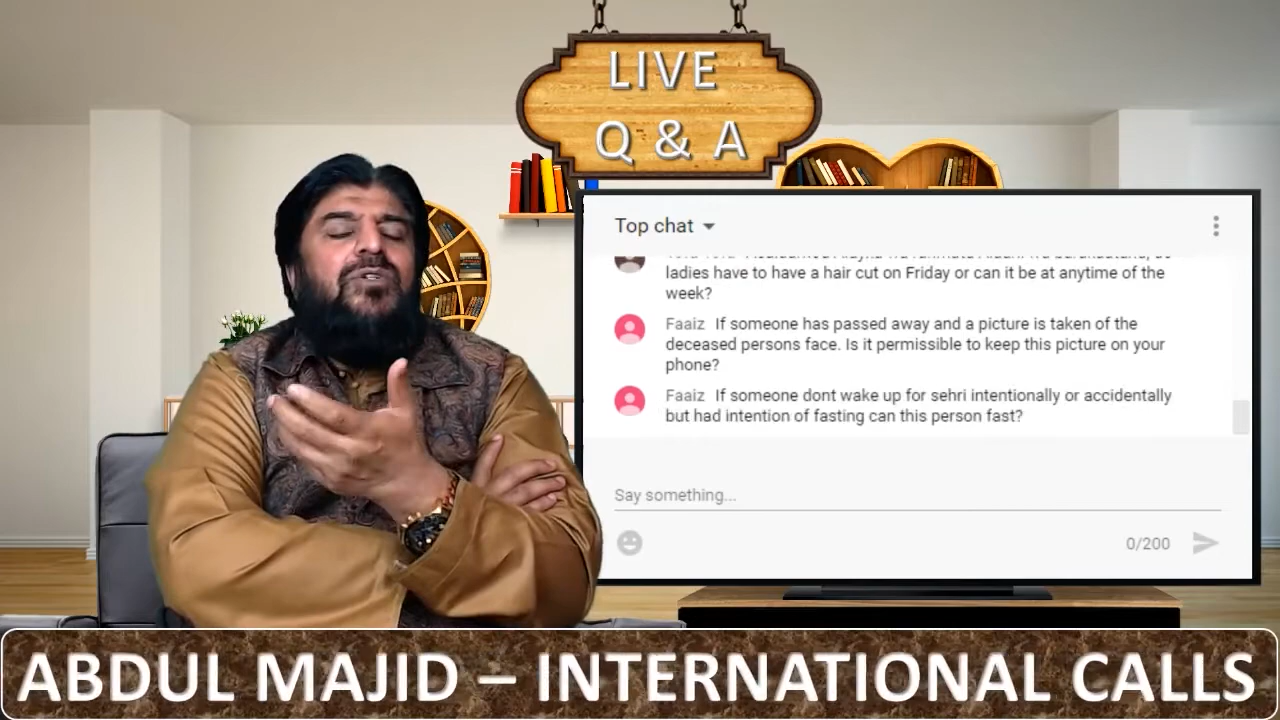 LIVE
Q & A
Top chat
ladies have to have a hair cut on Friday or can it be at anytime of the
week?
Faaiz If someone has passed away and a picture is taken of the
deceased persons face. Is it permissible to keep this picture on your
phone?
Faaiz If someone dont wake up for sehri intentionally or accidentally
but had intention of fasting can this person fast?
Say something...
0/200
ABDUL MAJID – INTERNATIONAL CALLS